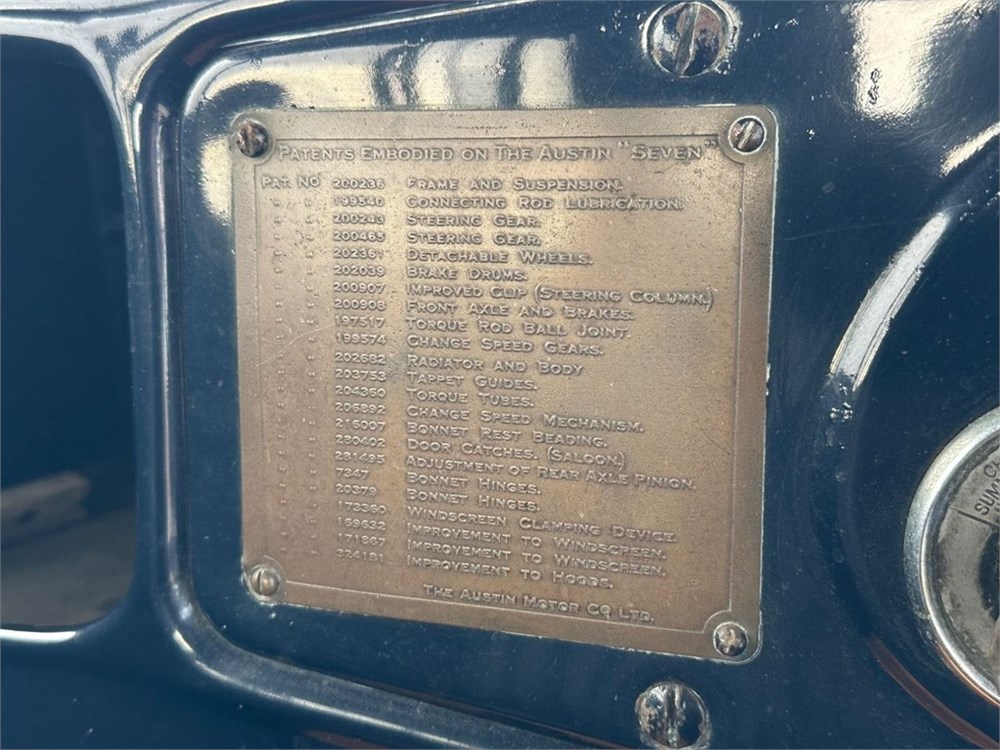 PATENTS EMBODIED ON THE AUSTIN "SEVEN"
PAT. NO 200236 FRAME AND SUSPENSION.
" " 199540 CONNECTING ROD LUBRICATION.
" " 200243 STEERING GEAR.
" " 200465 STEERING GEAR.
" " 202361 DETACHABLE WHEELS.
" " 202039 BRAKE DRUMS.
" " 200907 IMPROVED CLIP (STEERING COLUMN.)
" " 200908 FRONT AXLE AND BRAKES.
" " 197517 TORQUE ROD BALL JOINT.
" " 199574 CHANGE SPEED GEARS.
" " 202682 RADIATOR AND BODY
" " 203753 TAPPET GUIDES.
" " 204360 TORQUE TUBES.
" " 206892 CHANGE SPEED MECHANISM.
" " 216007 BONNET REST BEADING.
" " 280402 DOOR CATCHES. (SALOON.)
" " 281495 ADJUSTMENT OF REAR AXLE PINION.
" " 7247 BONNET HINGES.
" " 20379 BONNET HINGES.
" " 173360 WINDSCREEN CLAMPING DEVICE.
" " 169632 IMPROVEMENT TO WINDSCREEN.
" " 171967 IMPROVEMENT TO WINDSCREEN.
" " 324181 IMPROVEMENT TO HOODS.
THE AUSTIN MOTOR CO LTD.